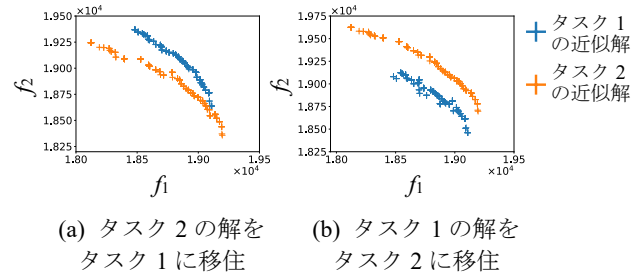 ×10⁴
1.950
1.925
1.900
1.875
1.850
1.825
f₂
1.80 1.85 1.90 1.95
×10⁴
f₁
(a) タスク 2 の解を
タスク 1 に移住
×10⁴
1.975
1.950
1.925
1.900
1.875
1.850
1.825
f₂
1.80 1.85 1.90 1.95
×10⁴
f₁
(b) タスク 1 の解を
タスク 2 に移住
タスク 1
の近似解
タスク 2
の近似解